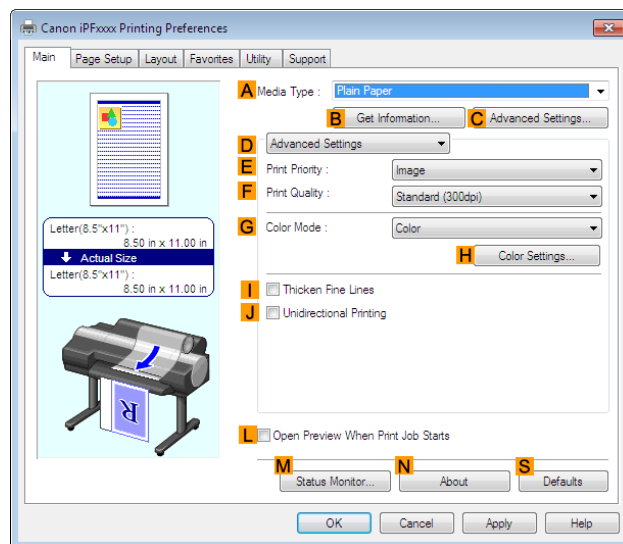 Canon iPFxxxx Printing Preferences
Main Page Setup Layout Favorites Utility Support
A Media Type : Plain Paper
B Get Information... C Advanced Settings...
D Advanced Settings
E Print Priority : Image
F Print Quality : Standard (300dpi)
G Color Mode : Color
H Color Settings...
I Thicken Fine Lines
J Unidirectional Printing
Letter(8.5"x11") :
8.50 in x 11.00 in
Actual Size
Letter(8.5"x11") :
8.50 in x 11.00 in
R
L Open Preview When Print Job Starts
M Status Monitor... N About S Defaults
OK Cancel Apply Help